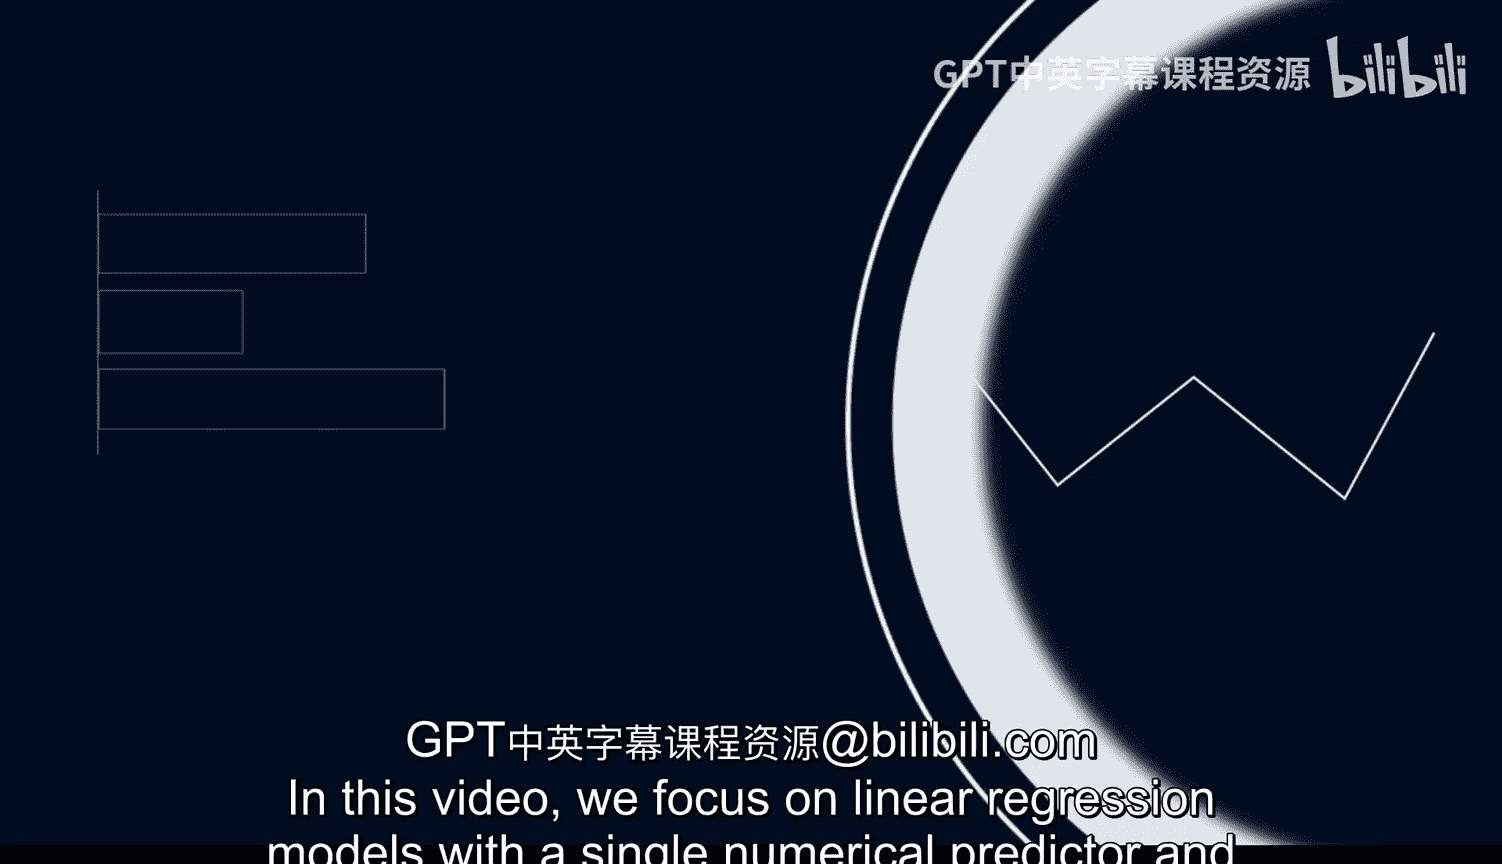 GPT中英字幕课程资源 bilibili
GPT中英字幕课程资源@bilibili.com
In this video, we focus on linear regression
models with a single numerical predictor and